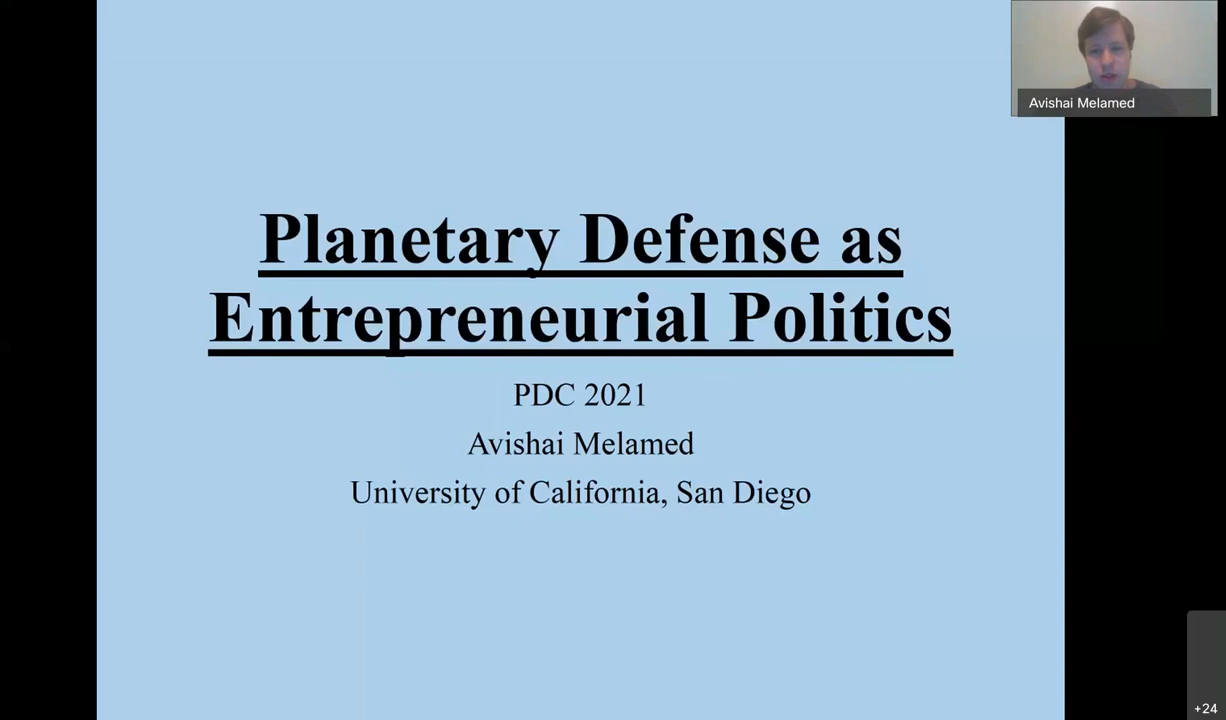 Avishai Melamed
Planetary Defense as
Entrepreneurial Politics
PDC 2021
Avishai Melamed
University of California, San Diego
+24